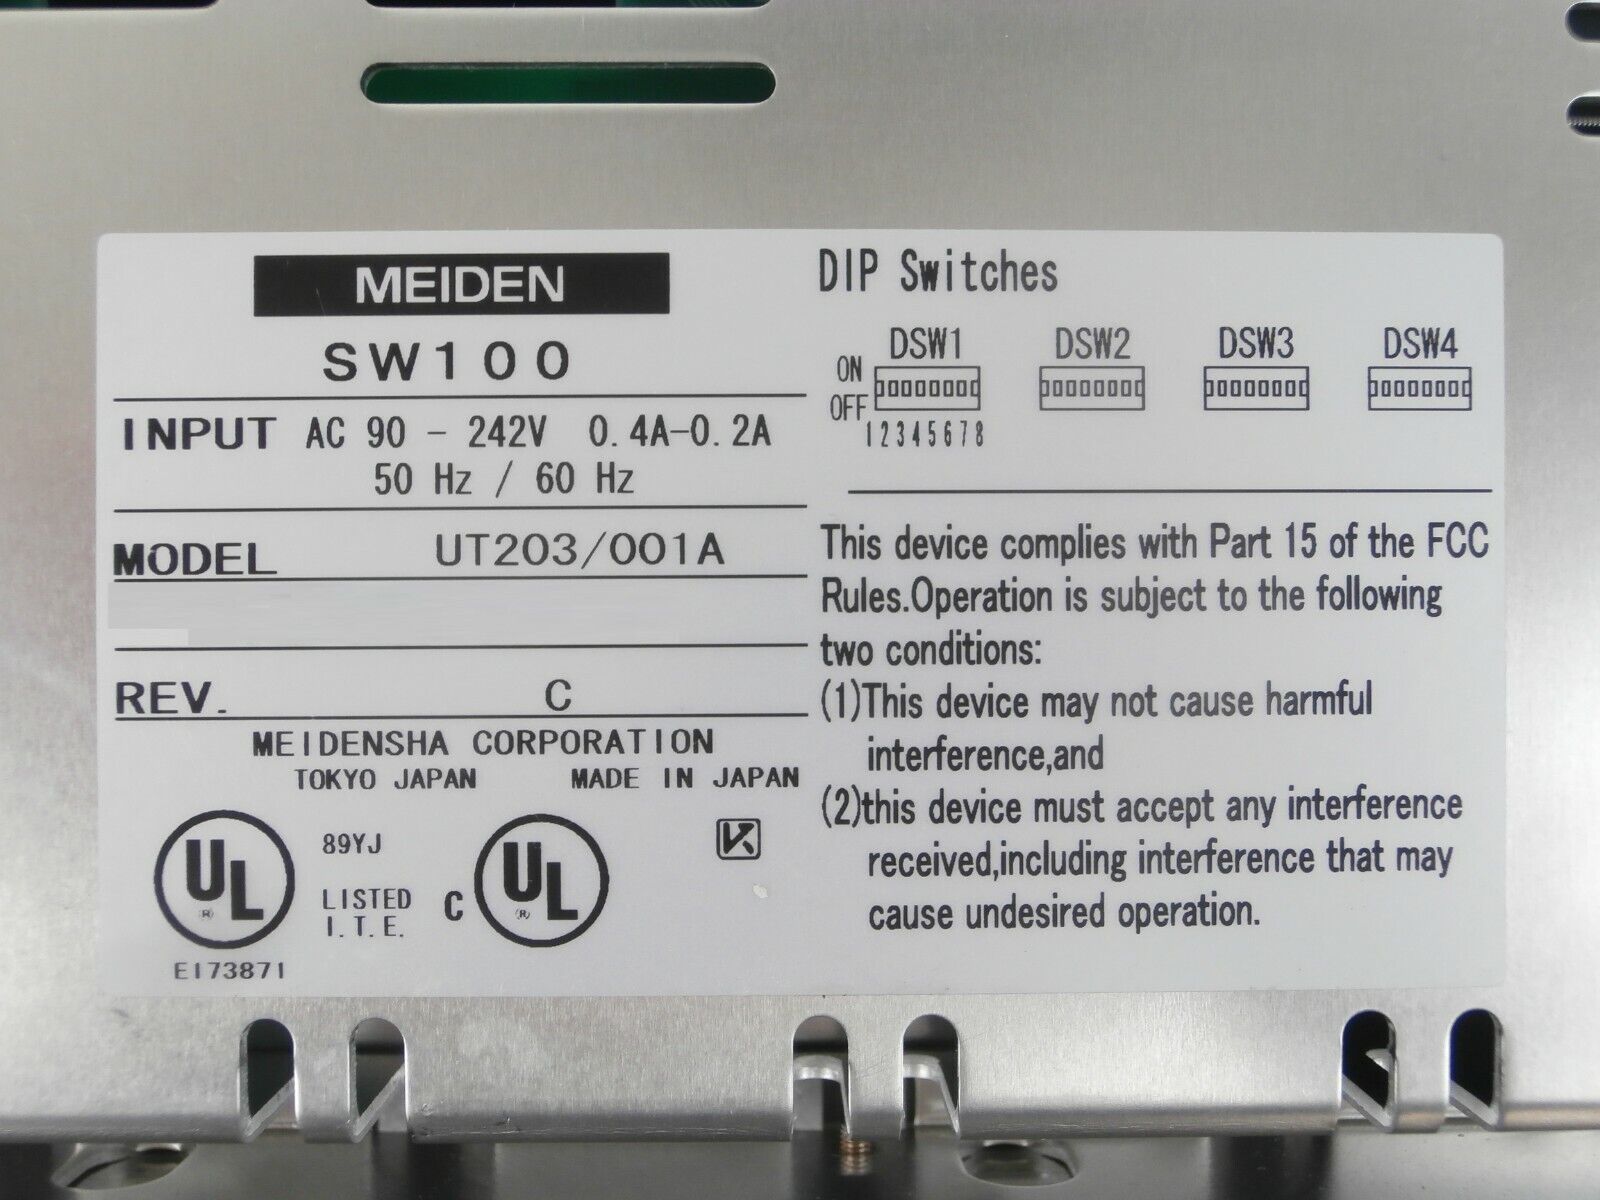 MEIDEN
SW100
INPUT AC 90 - 242V 0.4A-0.2A
50 Hz / 60 Hz
MODEL UT203/001A
REV. C
MEIDENSHA CORPORATION
TOKYO JAPAN MADE IN JAPAN
UL ® 89YJ LISTED I.T.E. C UL ®
E173871
DIP Switches
DSW1 DSW2 DSW3 DSW4
ON
OFF
12345678
This device complies with Part 15 of the FCC
Rules.Operation is subject to the following
two conditions:
(1)This device may not cause harmful
interference,and
(2)this device must accept any interference
received,including interference that may
cause undesired operation.